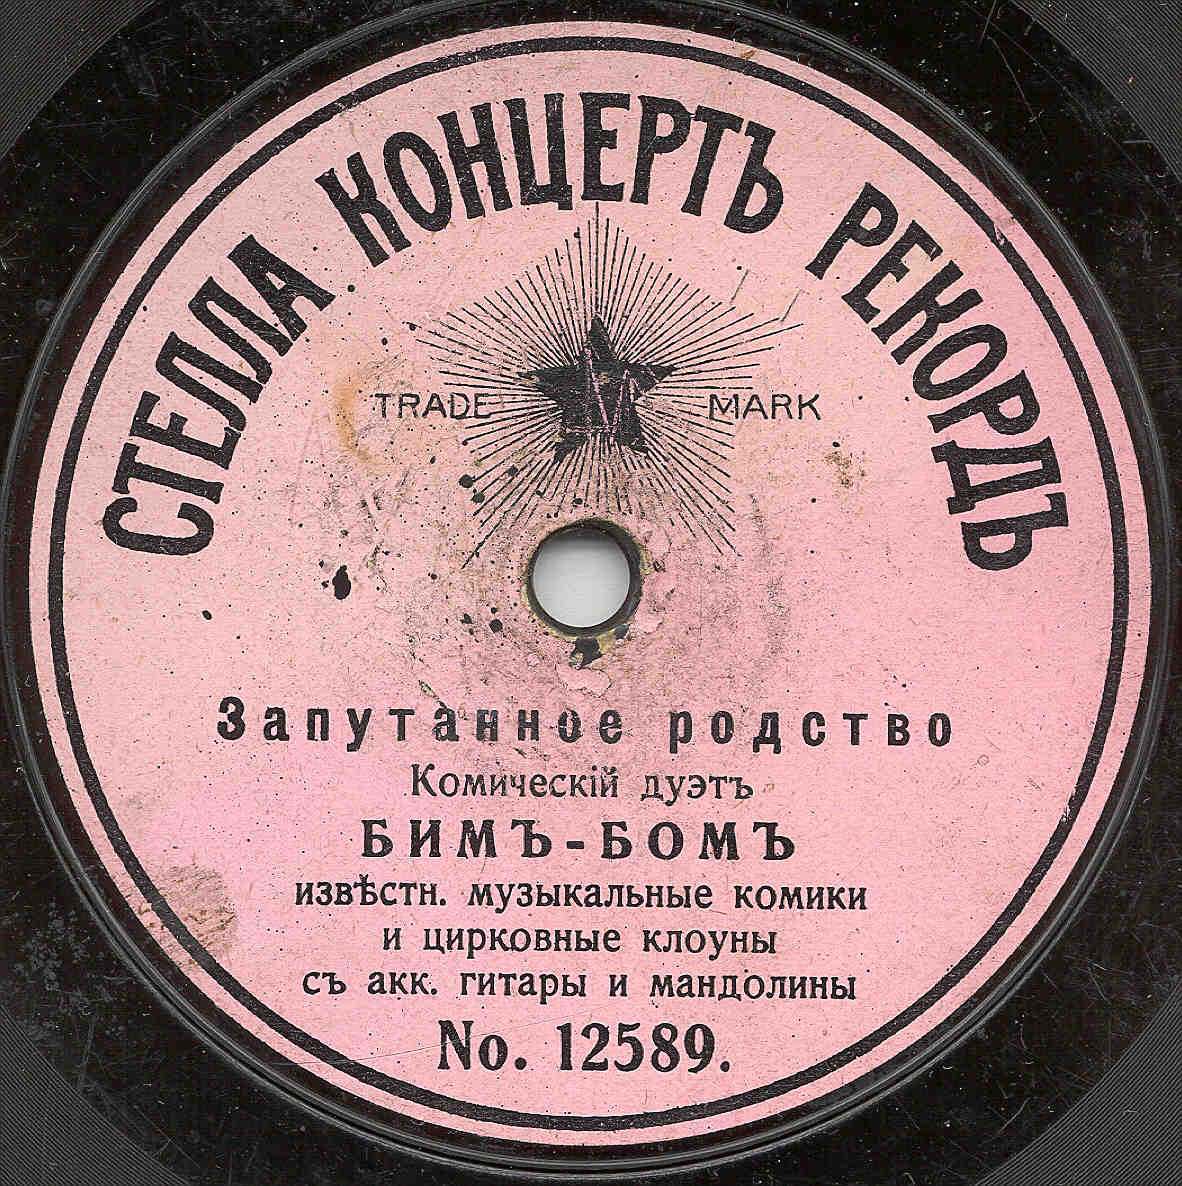 СТЕЛЛА КОНЦЕРТЪ РЕКОРДЪ
TRADE MARK
Запутанное родство
Комическій дуэтъ
БИМЪ-БОМЪ
извѣстн. музыкальные комики
и цирковные клоуны
съ акк. гитары и мандолины
No. 12589.